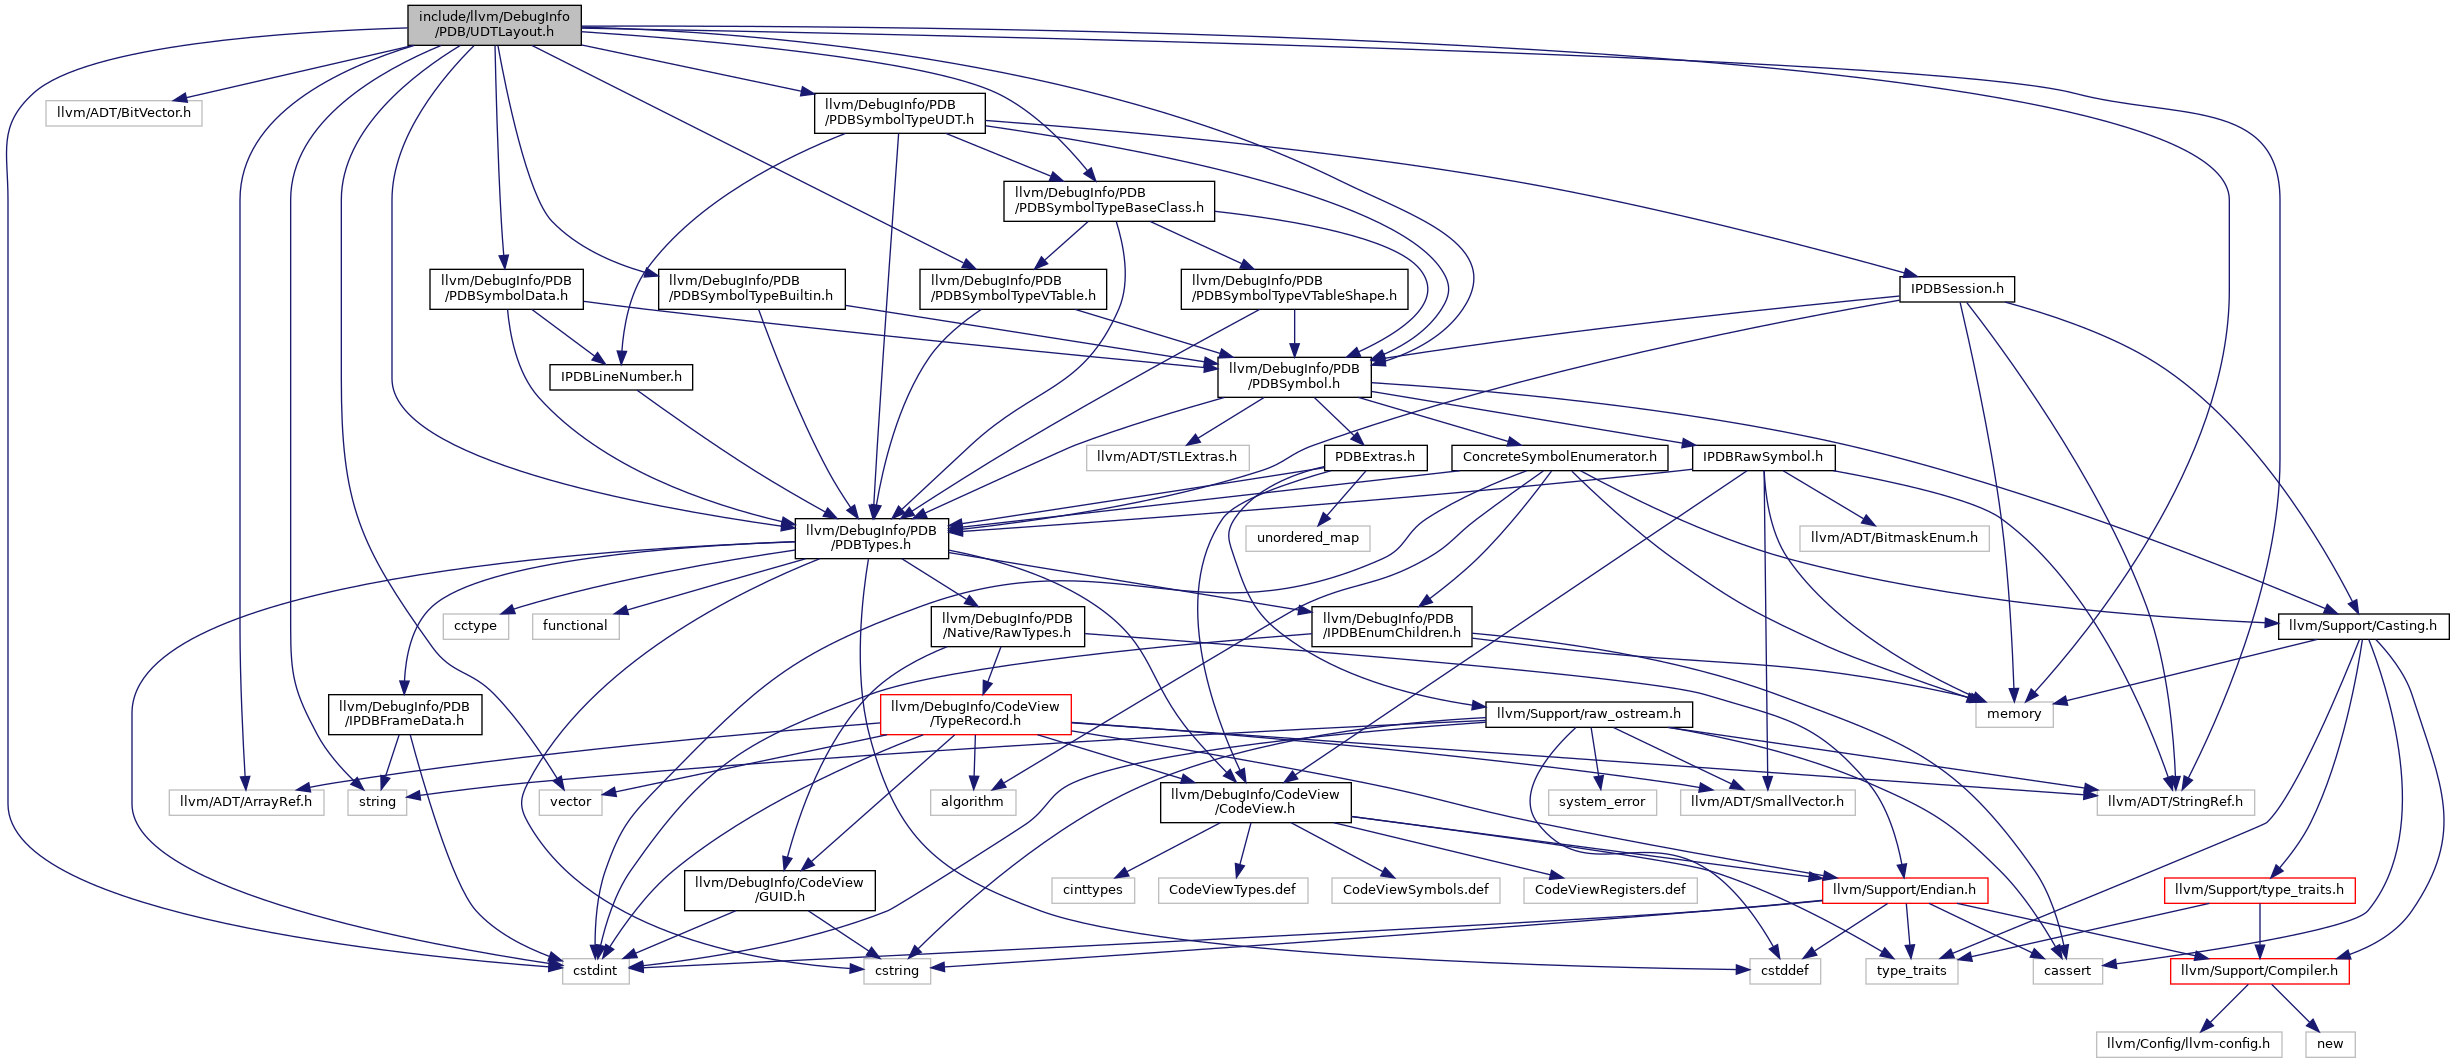 include/llvm/DebugInfo
/PDB/UDTLayout.h
llvm/ADT/BitVector.h
llvm/DebugInfo/PDB
/PDBSymbolTypeUDT.h
llvm/DebugInfo/PDB
/PDBSymbolTypeBaseClass.h
llvm/DebugInfo/PDB
/PDBSymbolData.h
llvm/DebugInfo/PDB
/PDBSymbolTypeBuiltin.h
llvm/DebugInfo/PDB
/PDBSymbolTypeVTable.h
llvm/DebugInfo/PDB
/PDBSymbolTypeVTableShape.h
IPDBSession.h
IPDBLineNumber.h
llvm/DebugInfo/PDB
/PDBSymbol.h
llvm/ADT/STLExtras.h
PDBExtras.h
ConcreteSymbolEnumerator.h
IPDBRawSymbol.h
llvm/DebugInfo/PDB
/PDBTypes.h
unordered_map
llvm/ADT/BitmaskEnum.h
cctype
functional
llvm/DebugInfo/PDB
/Native/RawTypes.h
llvm/DebugInfo/PDB
/IPDBEnumChildren.h
llvm/Support/Casting.h
llvm/DebugInfo/PDB
/IPDBFrameData.h
llvm/DebugInfo/CodeView
/TypeRecord.h
llvm/Support/raw_ostream.h
memory
llvm/ADT/ArrayRef.h
string
vector
algorithm
llvm/DebugInfo/CodeView
/CodeView.h
system_error
llvm/ADT/SmallVector.h
llvm/ADT/StringRef.h
llvm/DebugInfo/CodeView
/GUID.h
cinttypes
CodeViewTypes.def
CodeViewSymbols.def
CodeViewRegisters.def
llvm/Support/Endian.h
llvm/Support/type_traits.h
cstdint
cstring
cstddef
type_traits
cassert
llvm/Support/Compiler.h
llvm/Config/llvm-config.h
new